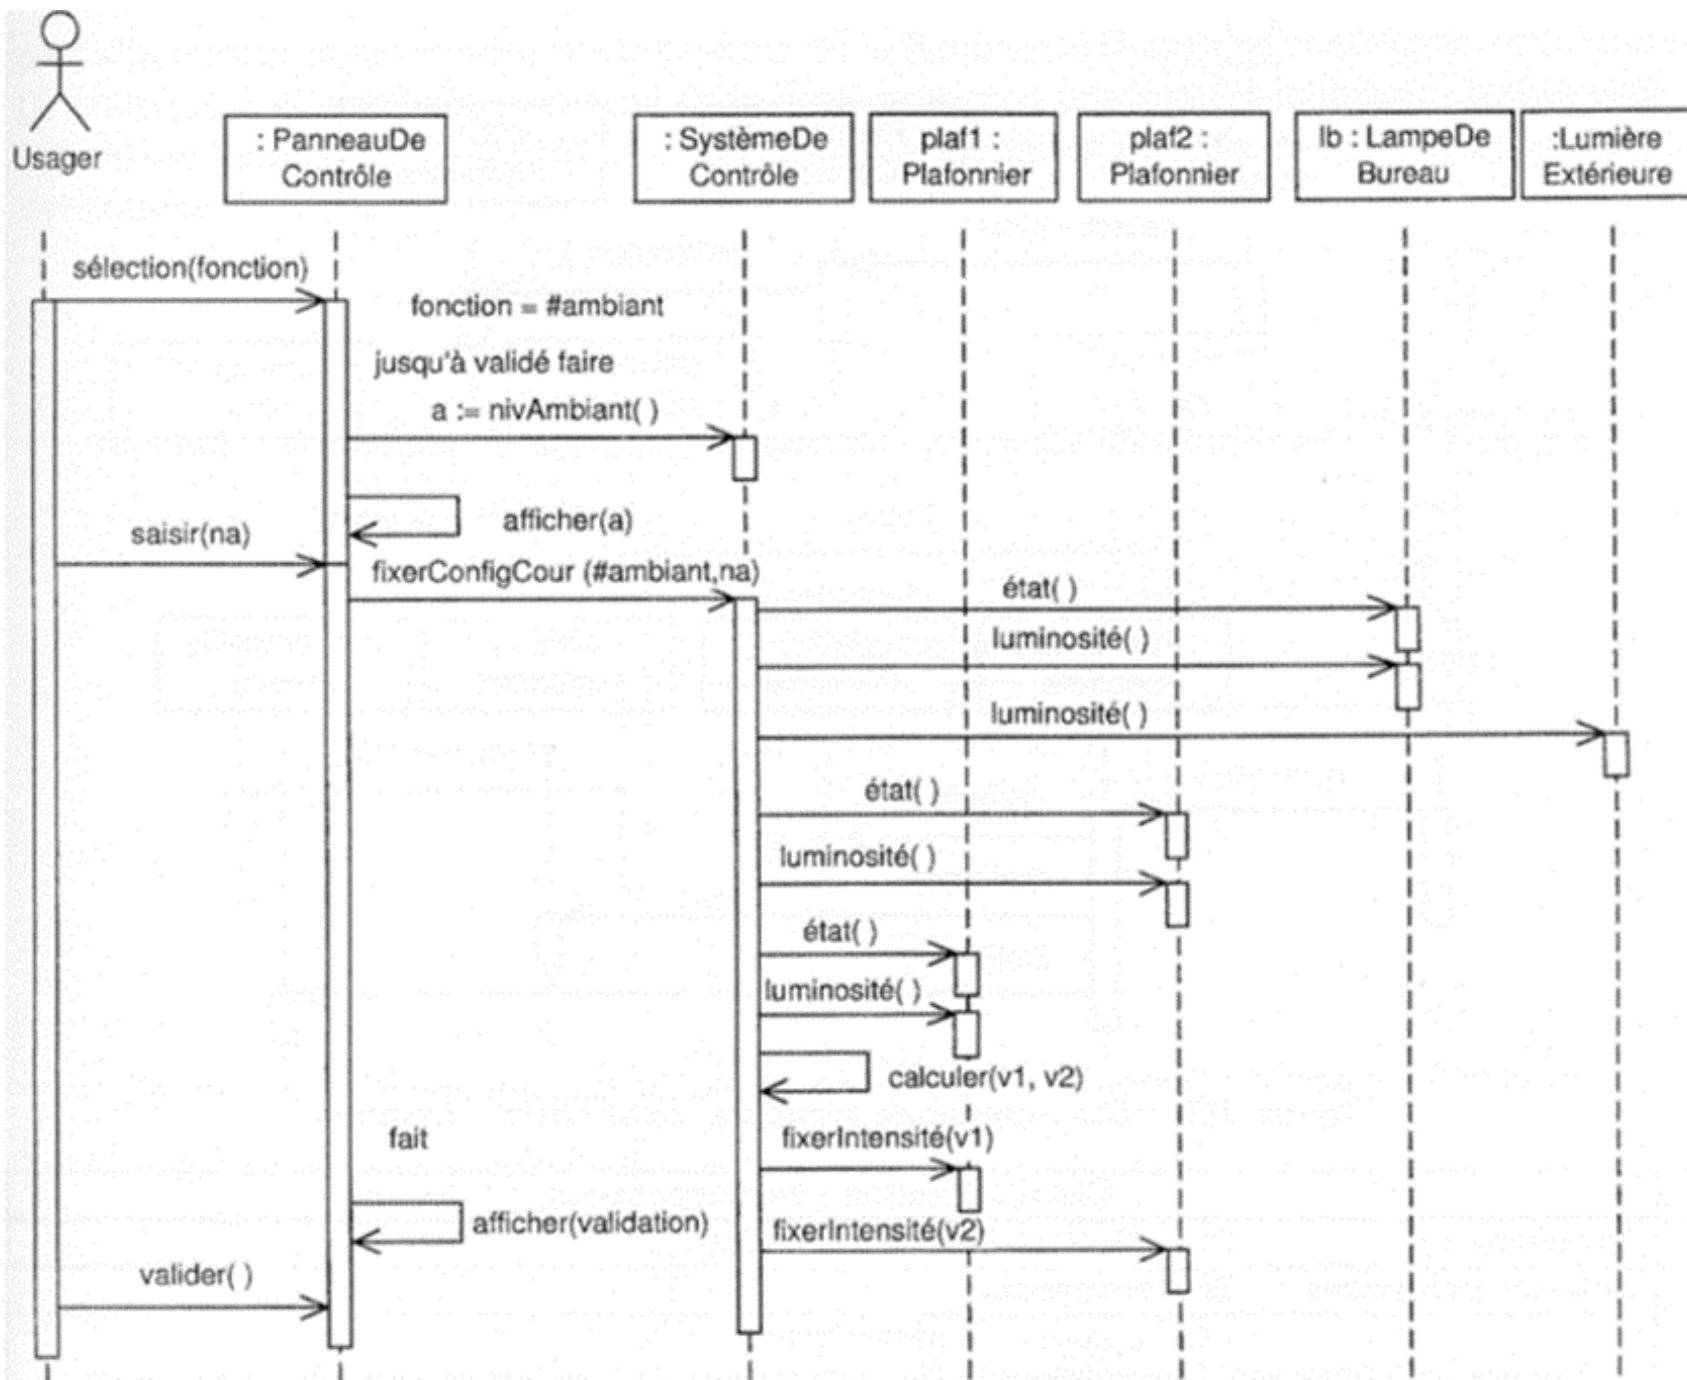 Usager
: PanneauDe
Contrôle
: SystèmeDe
Contrôle
plaf1 :
Plafonnier
plaf2 :
Plafonnier
lb : LampeDe
Bureau
:Lumière
Extérieure
sélection(fonction)
fonction = #ambiant
jusqu'à validé faire
a := nivAmbiant( )
afficher(a)
saisir(na)
fixerConfigCour (#ambiant,na)
état( )
luminosité( )
luminosité( )
état( )
luminosité( )
état( )
luminosité( )
calculer(v1, v2)
fait
fixerIntensité(v1)
afficher(validation)
fixerIntensité(v2)
valider( )